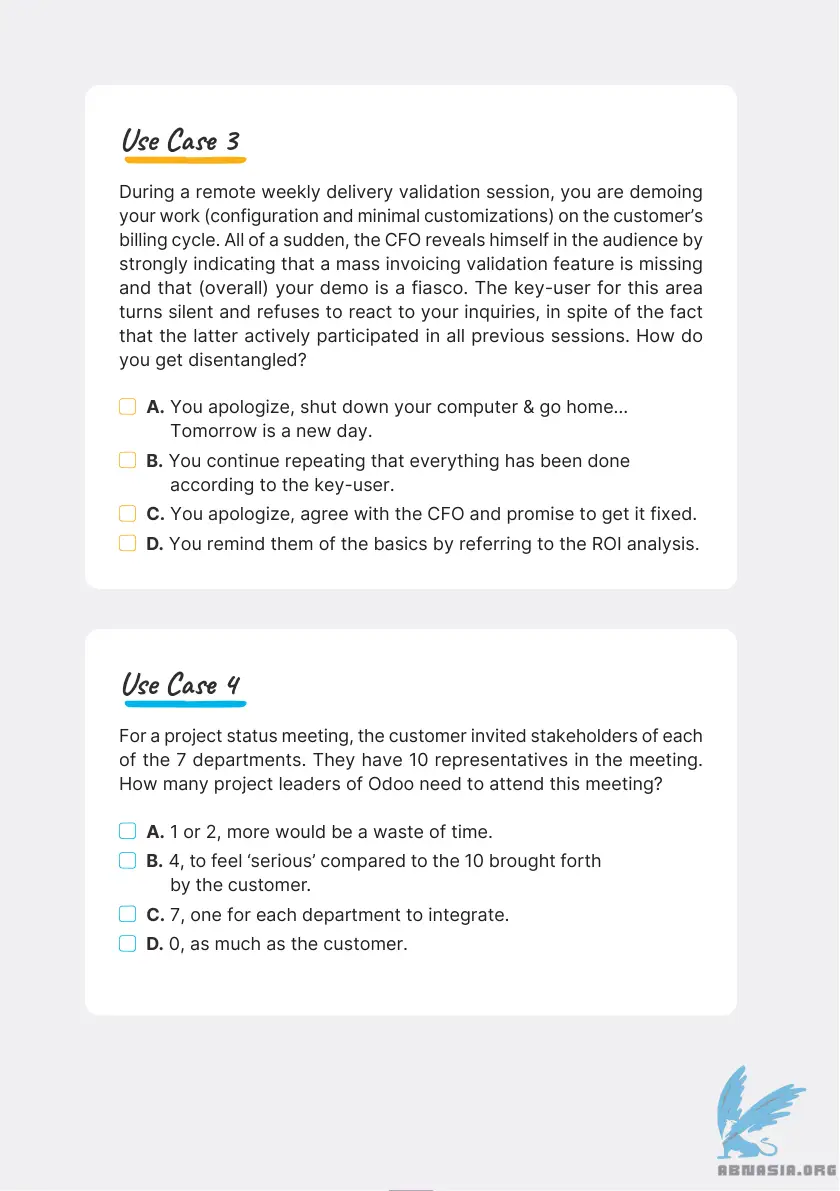 Use Case 3
During a remote weekly delivery validation session, you are demoing
your work (configuration and minimal customizations) on the customer's
billing cycle. All of a sudden, the CFO reveals himself in the audience by
strongly indicating that a mass invoicing validation feature is missing
and that (overall) your demo is a fiasco. The key-user for this area
turns silent and refuses to react to your inquiries, in spite of the fact
that the latter actively participated in all previous sessions. How do
you get disentangled?
A. You apologize, shut down your computer & go home...
Tomorrow is a new day.
B. You continue repeating that everything has been done
according to the key-user.
C. You apologize, agree with the CFO and promise to get it fixed.
D. You remind them of the basics by referring to the ROI analysis.
Use Case 4
For a project status meeting, the customer invited stakeholders of each
of the 7 departments. They have 10 representatives in the meeting.
How many project leaders of Odoo need to attend this meeting?
A. 1 or 2, more would be a waste of time.
B. 4, to feel ‘serious’ compared to the 10 brought forth
by the customer.
C. 7, one for each department to integrate.
D. 0, as much as the customer.
ABNASIA.ORG